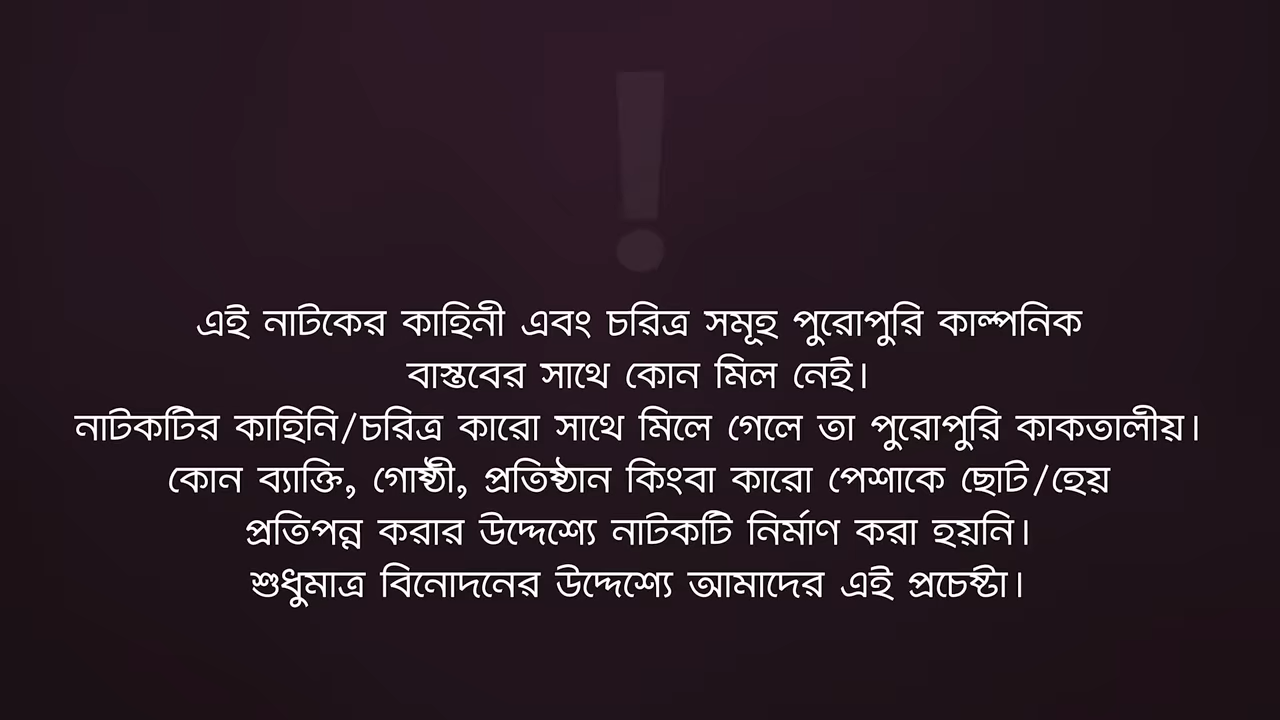 এই নাটকের কাহিনী এবং চরিত্র সমূহ পুরোপুরি কাল্পনিক
বাস্তবের সাথে কোন মিল নেই।
নাটকটির কাহিনি/চরিত্র কারো সাথে মিলে গেলে তা পুরোপুরি কাকতালীয়।
কোন ব্যাক্তি, গোষ্ঠী, প্রতিষ্ঠান কিংবা কারো পেশাকে ছোট/হেয়
প্রতিপন্ন করার উদ্দেশ্যে নাটকটি নির্মাণ করা হয়নি।
শুধুমাত্র বিনোদনের উদ্দেশ্যে আমাদের এই প্রচেষ্টা।